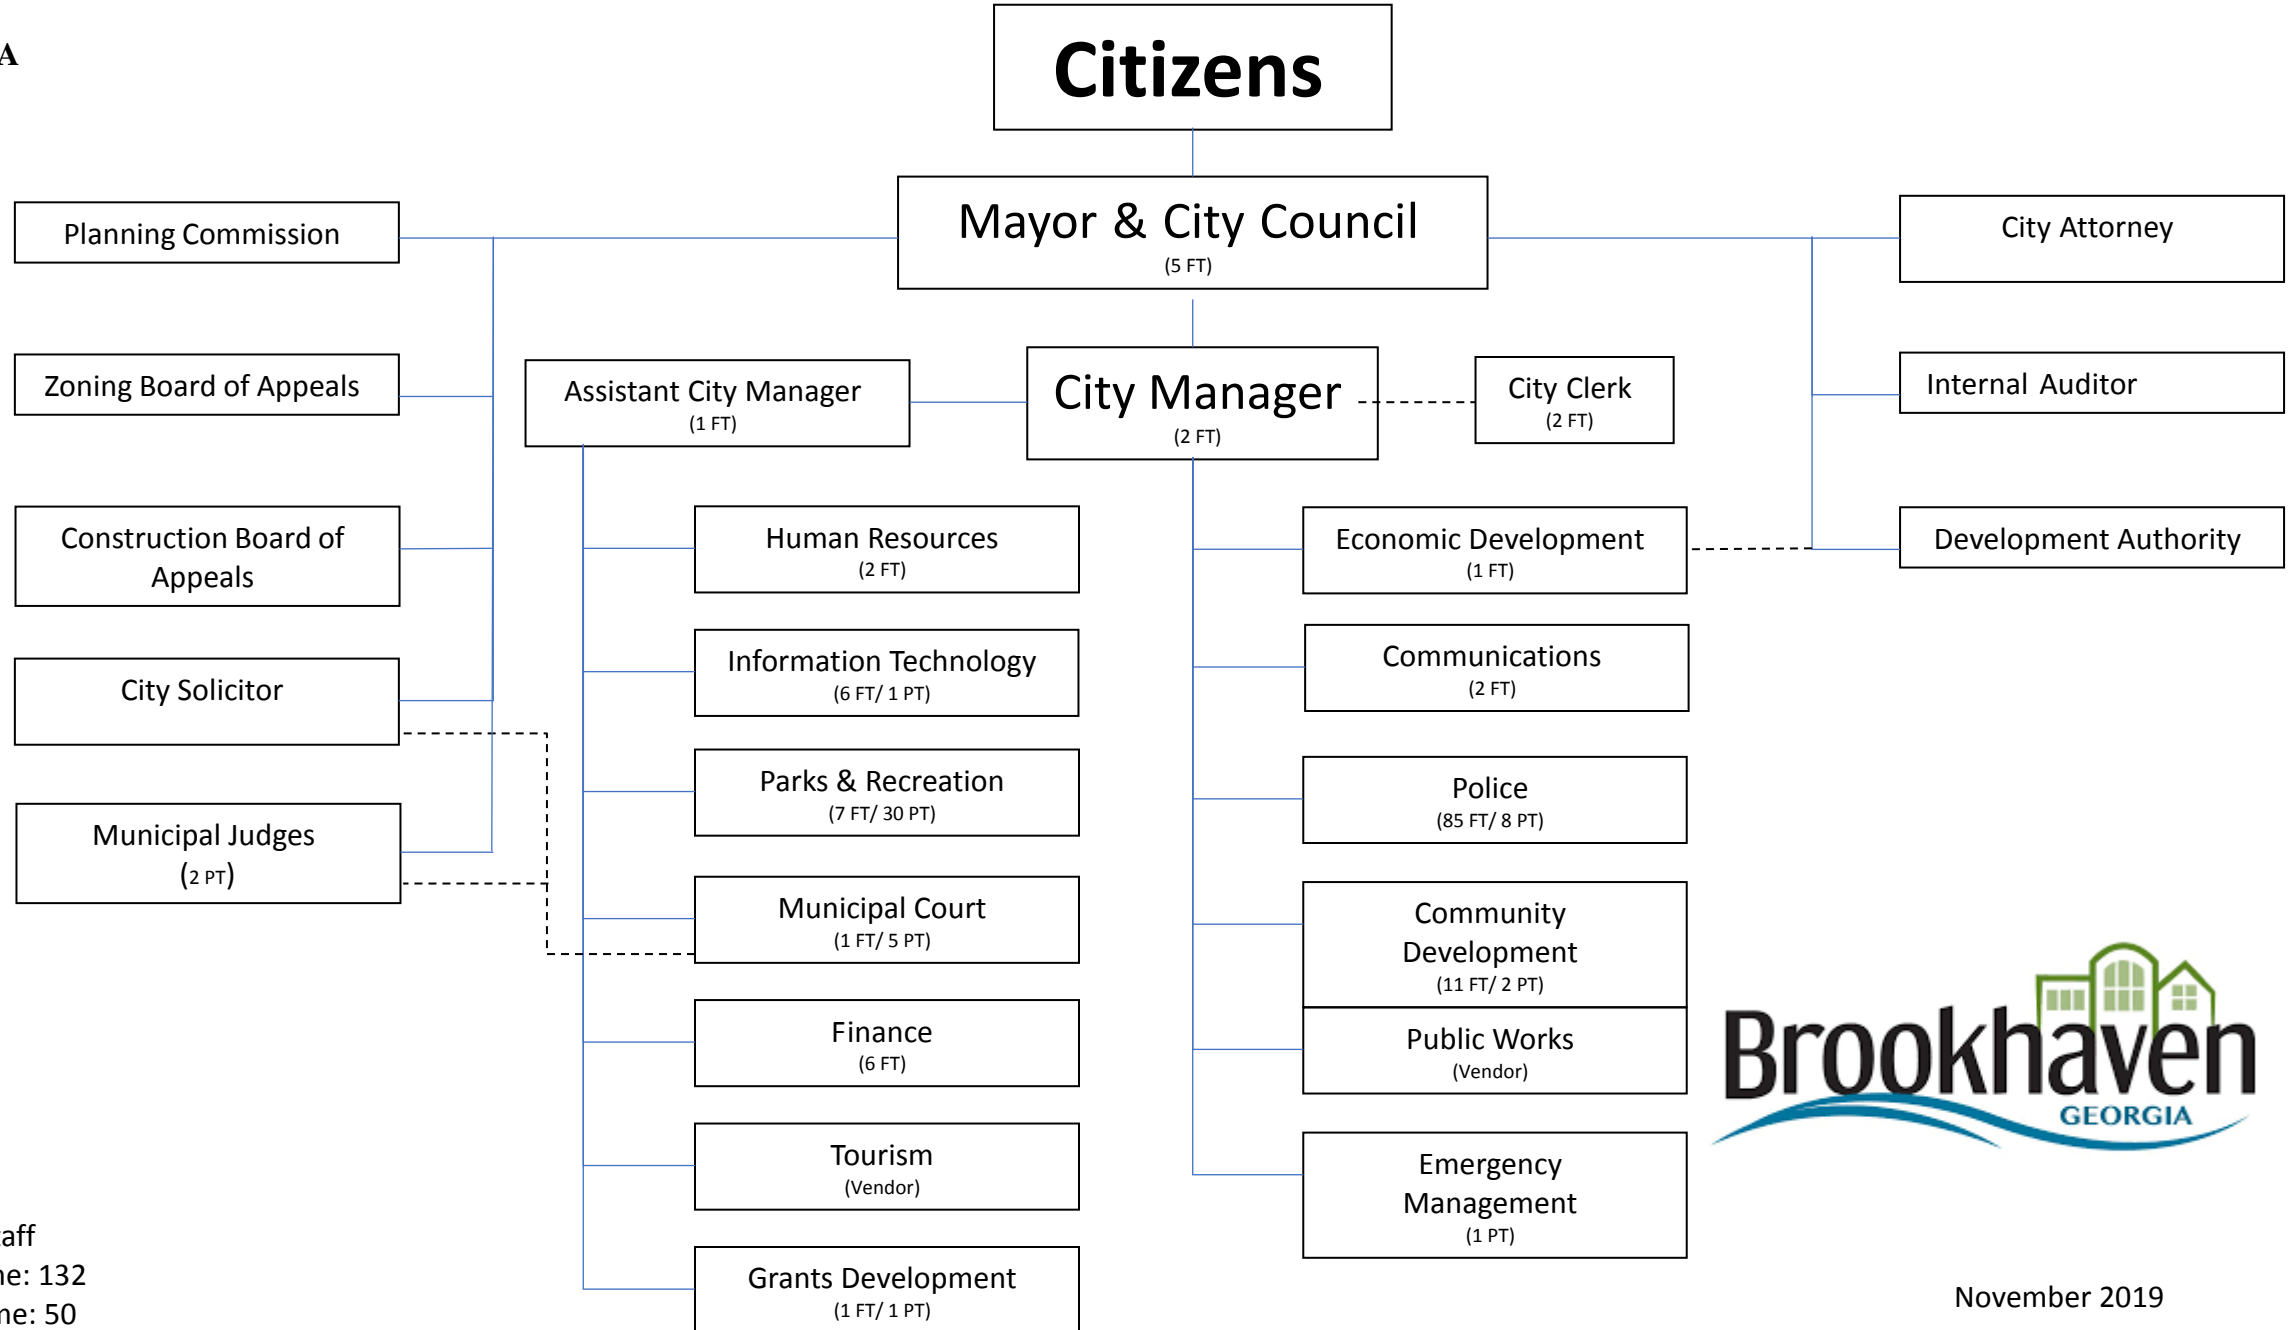 A
Citizens
Mayor & City Council
(5 FT)
Planning Commission
Zoning Board of Appeals
Construction Board of
Appeals
City Solicitor
Municipal Judges
(2 PT)
City Attorney
Internal Auditor
Development Authority
Assistant City Manager
(1 FT)
City Manager
(2 FT)
City Clerk
(2 FT)
Human Resources
(2 FT)
Information Technology
(6 FT/ 1 PT)
Parks & Recreation
(7 FT/ 30 PT)
Municipal Court
(1 FT/ 5 PT)
Finance
(6 FT)
Tourism
(Vendor)
Grants Development
(1 FT/ 1 PT)
Economic Development
(1 FT)
Communications
(2 FT)
Police
(85 FT/ 8 PT)
Community
Development
(11 FT/ 2 PT)
Public Works
(Vendor)
Emergency
Management
(1 PT)
Brookhaven
GEORGIA
aff
ne: 132
me: 50
November 2019